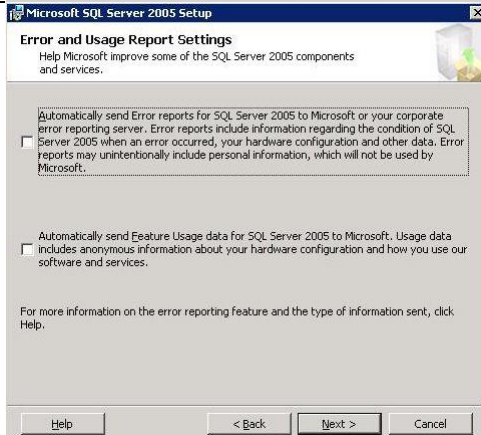 Microsoft SQL Server 2005 Setup
Error and Usage Report Settings
Help Microsoft improve some of the SQL Server 2005 components
and services.
Automatically send Error reports for SQL Server 2005 to Microsoft or your corporate
error reporting server. Error reports include information regarding the condition of SQL
Server 2005 when an error occurred, your hardware configuration and other data. Error
reports may unintentionally include personal information, which will not be used by
Microsoft.
Automatically send Feature Usage data for SQL Server 2005 to Microsoft. Usage data
includes anonymous information about your hardware configuration and how you use our
software and services.
For more information on the error reporting feature and the type of information sent, click
Help.
Help < Back Next > Cancel